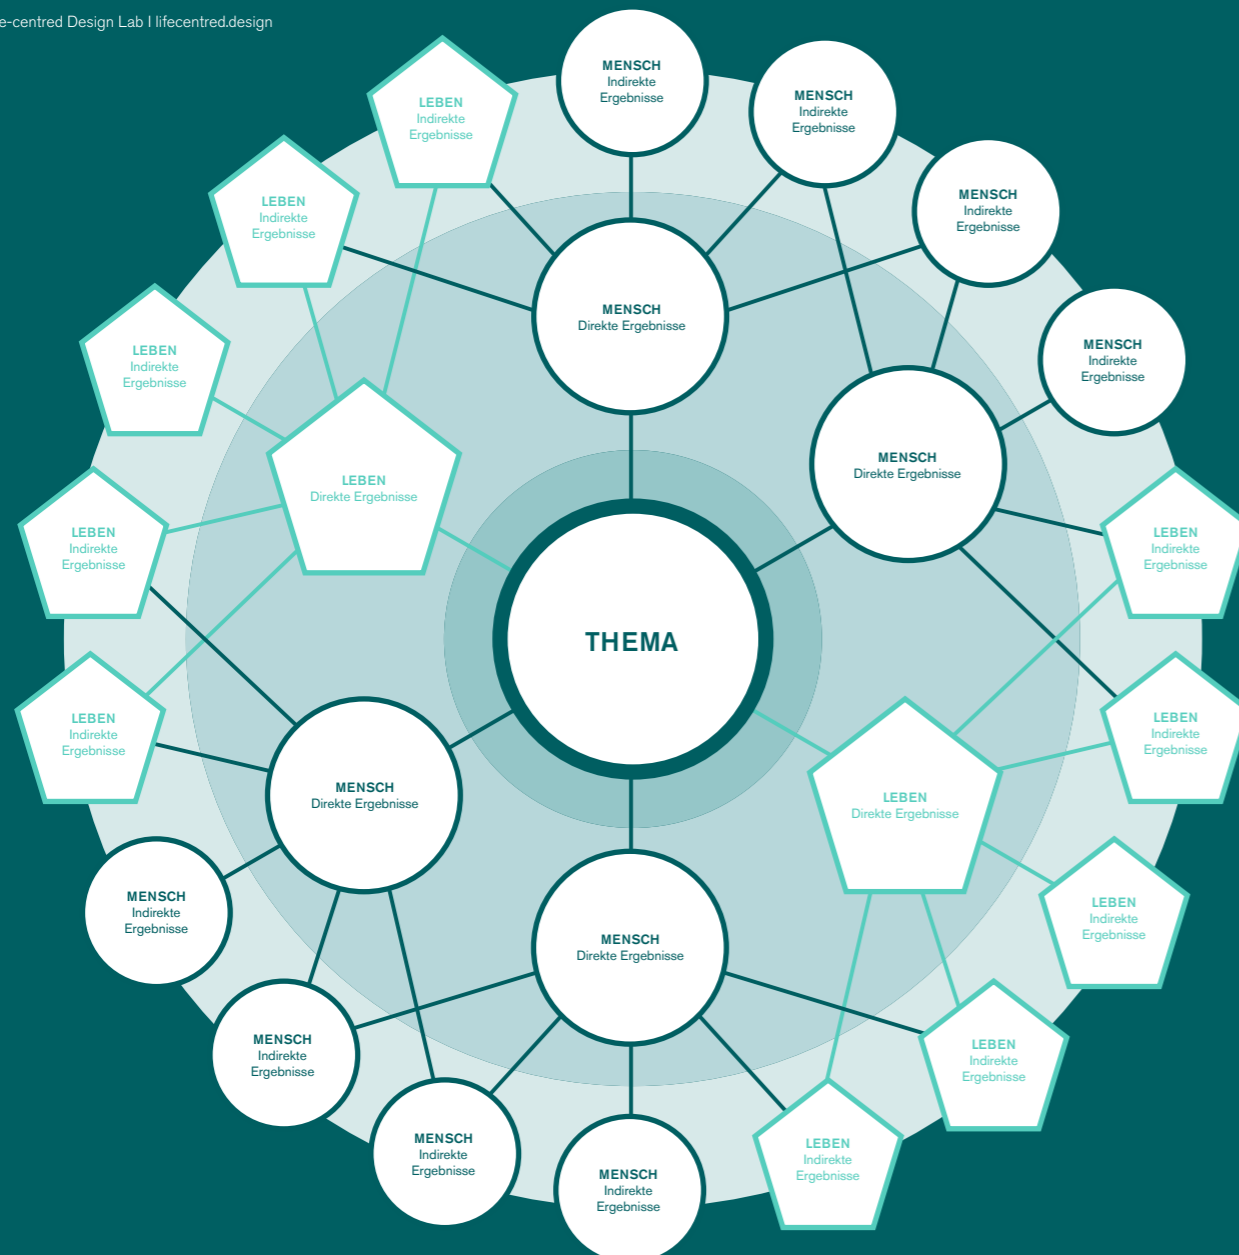 e-centred Design Lab I lifecentred.design
MENSCH
Indirekte
Ergebnisse
MENSCH
Indirekte
Ergebnisse
LEBEN
Indirekte
Ergebnisse
MENSCH
Indirekte
Ergebnisse
LEBEN
Indirekte
Ergebnisse
MENSCH
Direkte Ergebnisse
MENSCH
Indirekte
Ergebnisse
LEBEN
Indirekte
Ergebnisse
MENSCH
Direkte Ergebnisse
LEBEN
Direkte Ergebnisse
LEBEN
Indirekte
Ergebnisse
LEBEN
Indirekte
Ergebnisse
THEMA
LEBEN
Indirekte
Ergebnisse
LEBEN
Indirekte
Ergebnisse
MENSCH
Direkte Ergebnisse
LEBEN
Direkte Ergebnisse
MENSCH
Indirekte
Ergebnisse
LEBEN
Indirekte
Ergebnisse
MENSCH
Direkte Ergebnisse
MENSCH
Indirekte
Ergebnisse
LEBEN
Indirekte
Ergebnisse
MENSCH
Indirekte
Ergebnisse
LEBEN
Indirekte
Ergebnisse
MENSCH
Indirekte
Ergebnisse